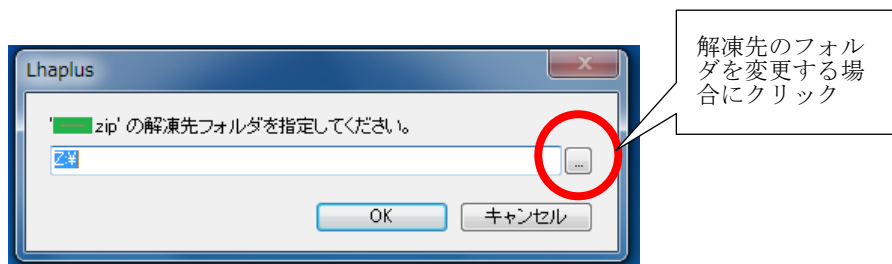 解凍先のフォル
ダを変更する場
合にクリック
Lhaplus
' zip' の解凍先フォルダを指定してください。
Z:¥
...
OK
キャンセル